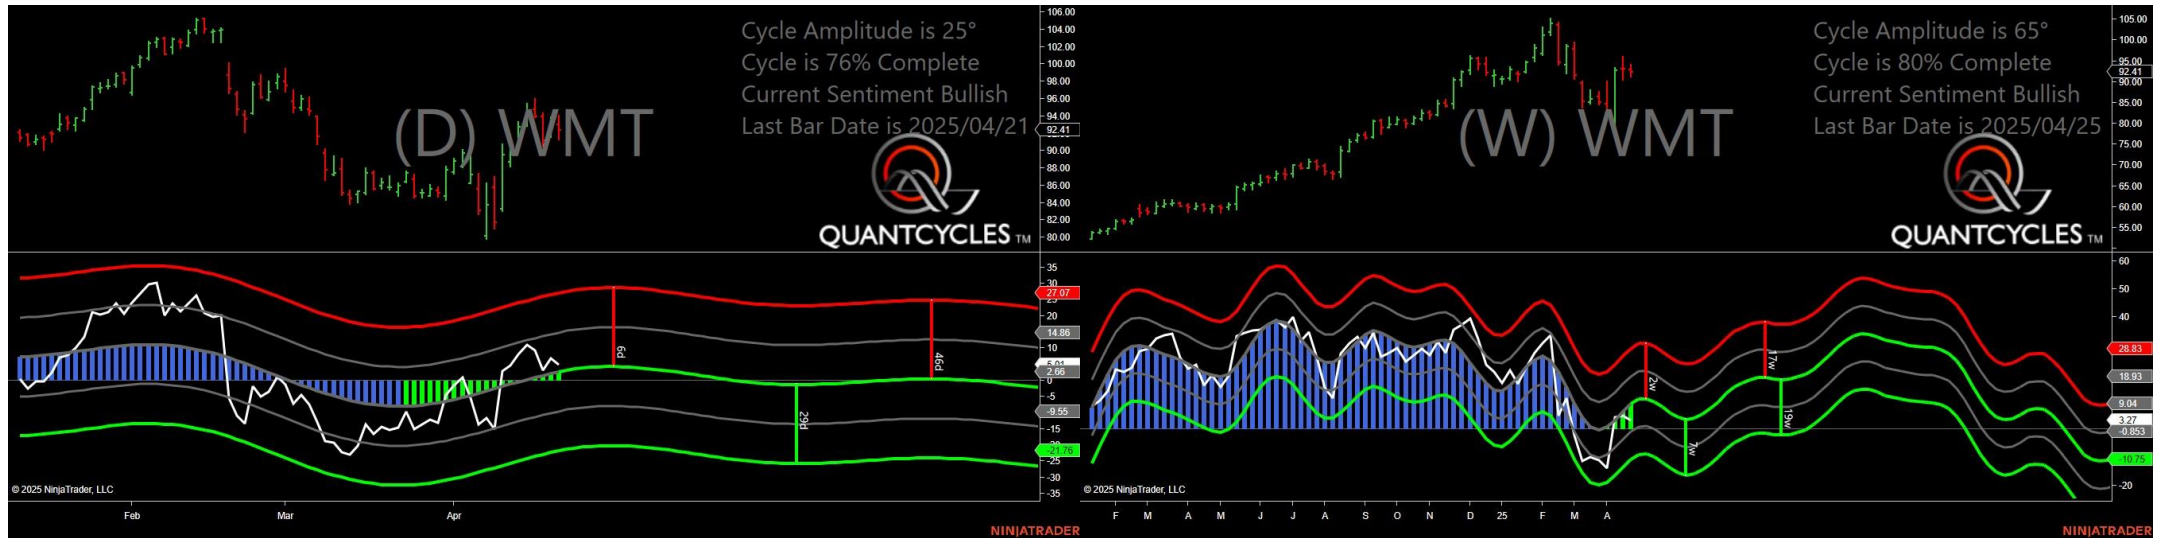 Cycle Amplitude is 25°
Cycle is 76% Complete
Current Sentiment Bullish
Last Bar Date is 2025/04/21
(D) WMT
QUANTCYCLES TM
106.00
104.00
102.00
100.00
98.00
96.00
94.00
92.41
90.00
88.00
86.00
84.00
82.00
80.00
35
27.07
20
14.86
10
2.66
0
-5
-9.55
-15
-21.76
-25
-30
-35
6d
29d
46d
© 2025 NinjaTrader, LLC
Feb Mar Apr
NINJATRADER
Cycle Amplitude is 65°
Cycle is 80% Complete
Current Sentiment Bullish
Last Bar Date is 2025/04/25
(W) WMT
QUANTCYCLES TM
105.00
100.00
95.00
92.41
90.00
85.00
80.00
75.00
70.00
65.00
60.00
55.00
60
50
40
28.83
18.93
9.04
3.27
-0.853
-10.75
-20
2w
7w
17w
19w
© 2025 NinjaTrader, LLC
F M A M J J A S O N D 25 F M A
NINJATRADER